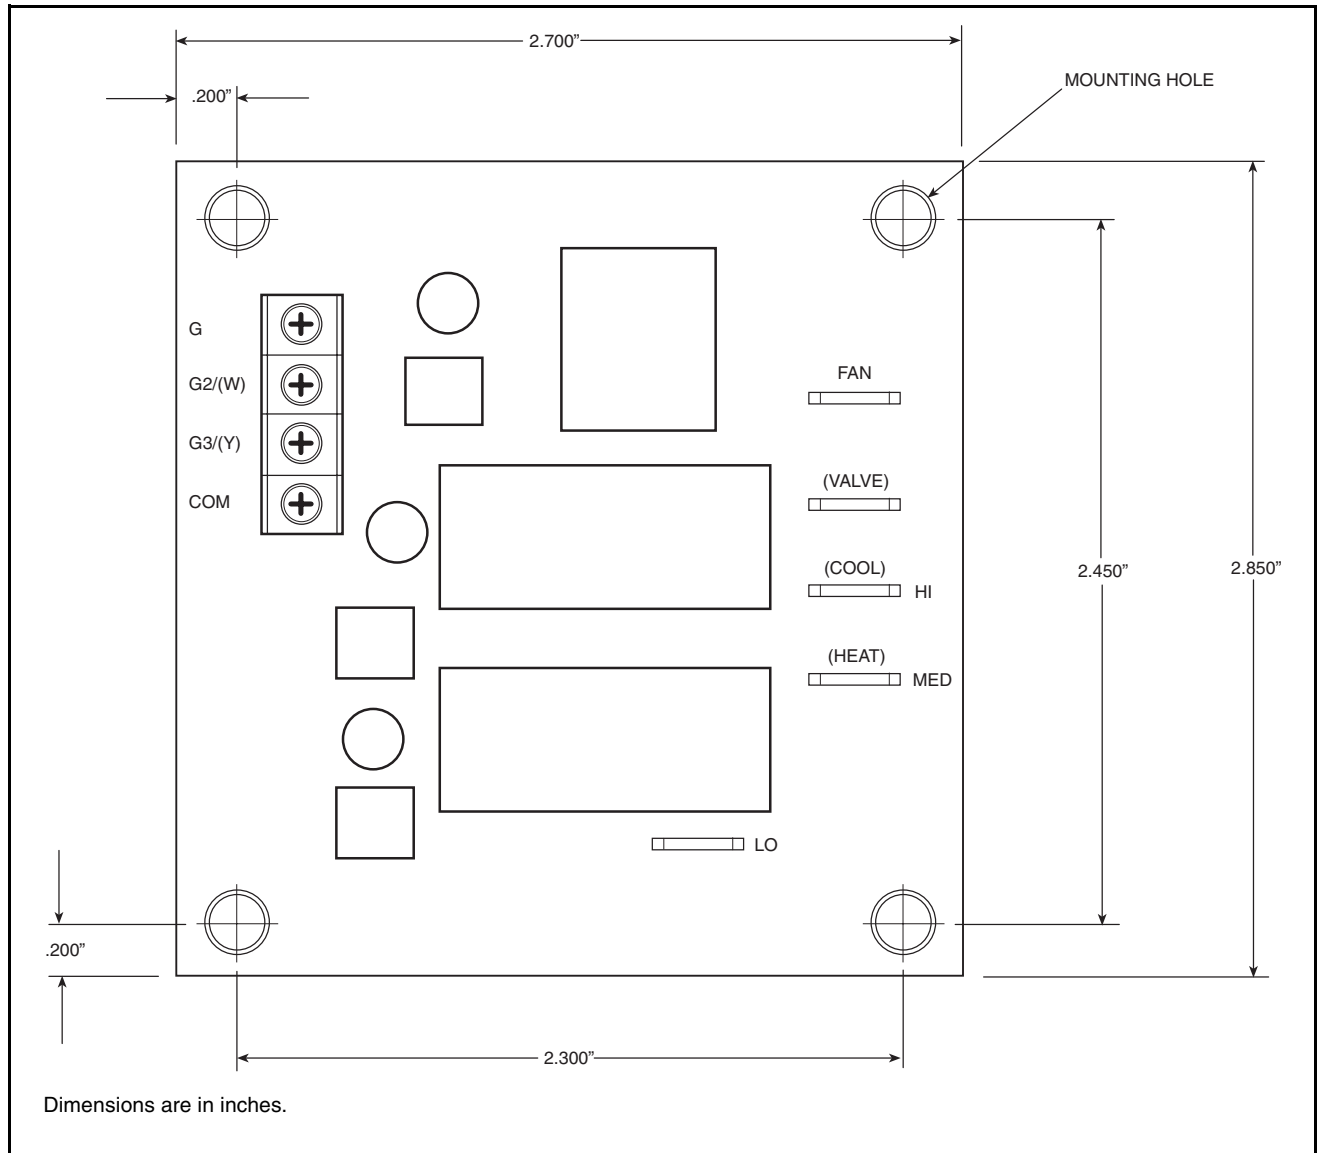 2.700”
.200”
MOUNTING HOLE
G
G2/(W)
G3/(Y)
COM
FAN
(VALVE)
(COOL)
HI
(HEAT)
MED
LO
2.450”
2.850”
.200”
2.300”
Dimensions are in inches.